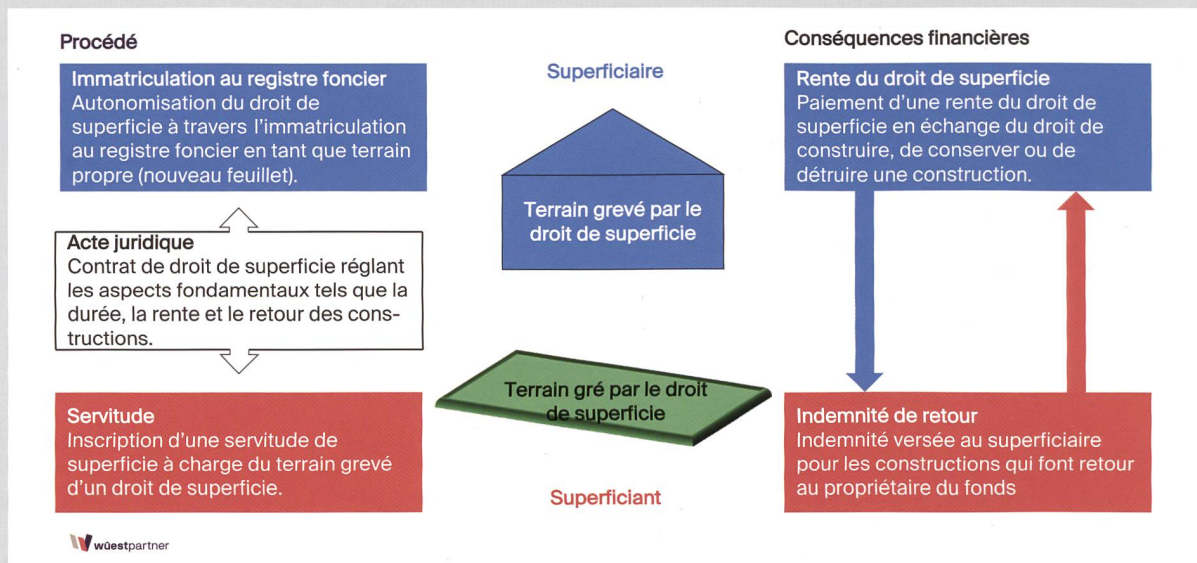 Procédé
Immatriculation au registre foncier
Autonomisation du droit de
superficie à travers l'immatriculation
au registre foncier en tant que terrain
propre (nouveau feuillet).
Acte juridique
Contrat de droit de superficie réglant
les aspects fondamentaux tels que la
durée, la rente et le retour des cons-
tructions.
Servitude
Inscription d'une servitude de
superficie à charge du terrain grevé
d'un droit de superficie.
Superficiaire
Terrain grevé par le
droit de superficie
Terrain gré par le droit
de superficie
Superficiant
Conséquences financières
Rente du droit de superficie
Paiement d'une rente du droit de
superficie en échange du droit de
construire, de conserver ou de
détruire une construction.
Indemnité de retour
Indemnité versée au superficiaire
pour les constructions qui font retour
au propriétaire du fonds
wüestpartner